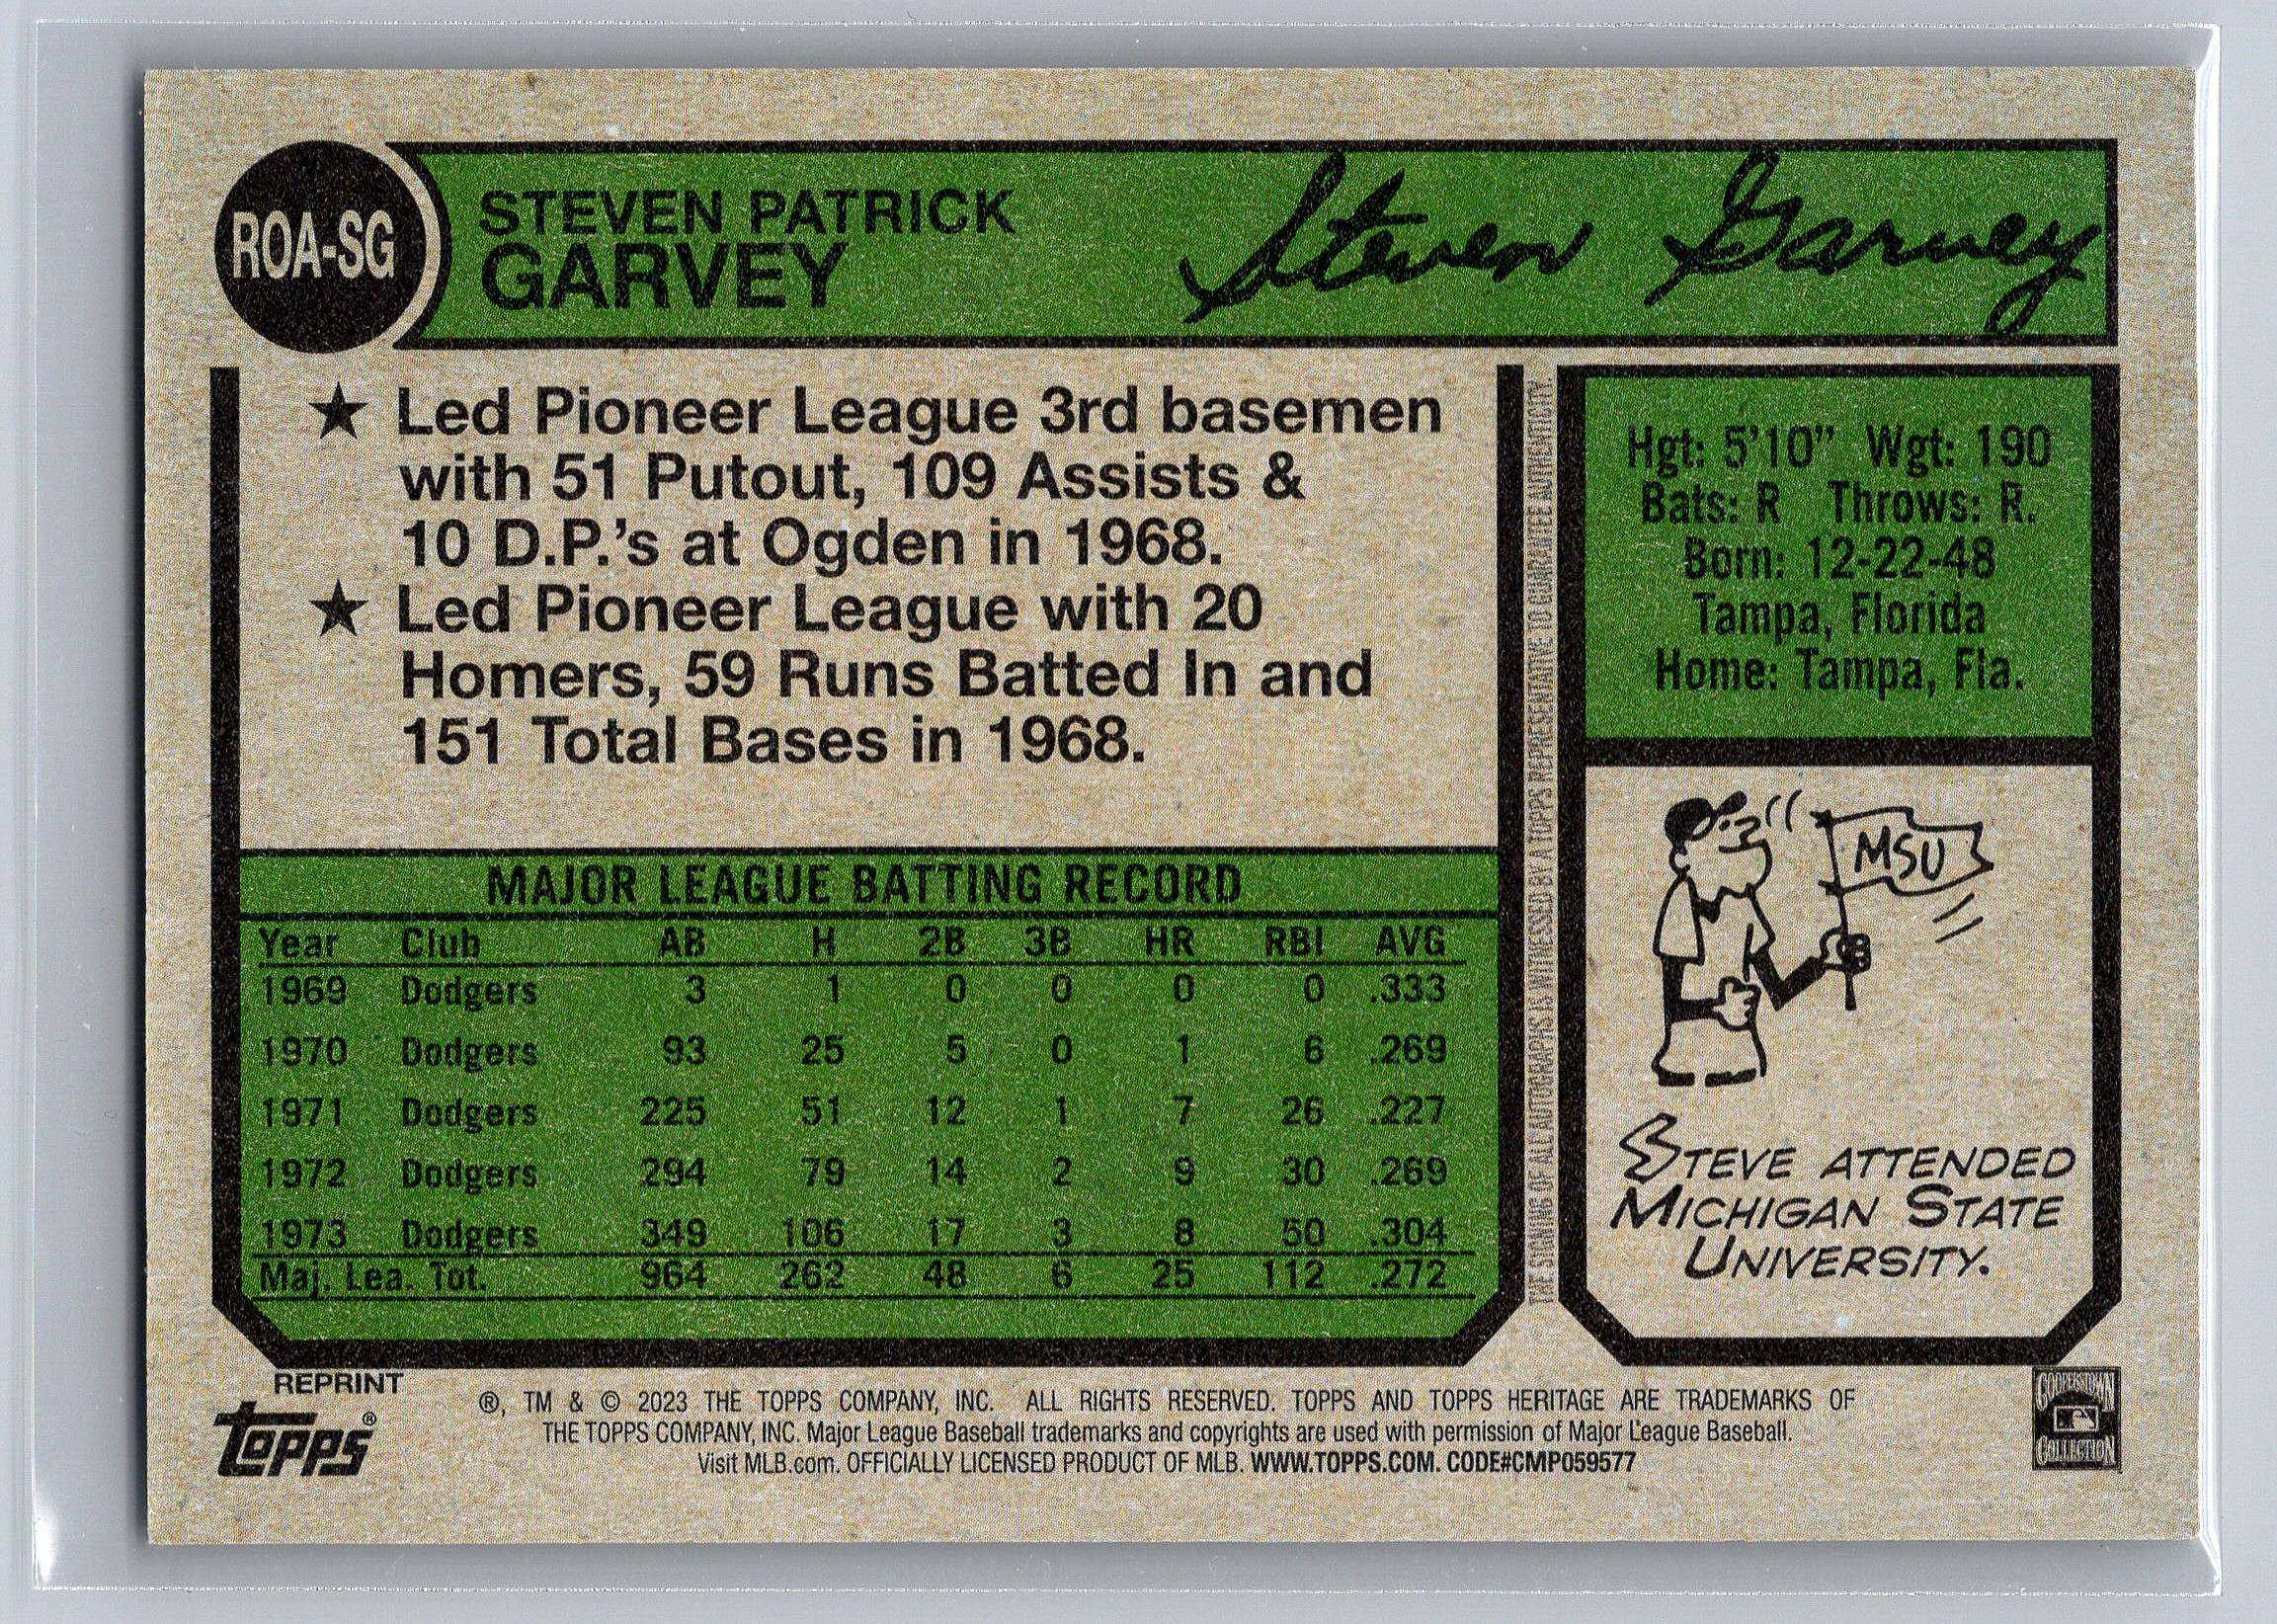 ROA-SG
STEVEN PATRICK
GARVEY
Steven Garvey
★ Led Pioneer League 3rd basemen
with 51 Putout, 109 Assists &
10 D.P.'s at Ogden in 1968.
★ Led Pioneer League with 20
Homers, 59 Runs Batted In and
151 Total Bases in 1968.
MAJOR LEAGUE BATTING RECORD
Year Club AB H 2B 3B HR RBI AVG
1969 Dodgers 3 1 0 0 0 0 .333
1970 Dodgers 93 25 5 0 1 6 .269
1971 Dodgers 225 51 12 1 7 26 .227
1972 Dodgers 294 79 14 2 9 30 .269
1973 Dodgers 349 106 17 3 8 50 .304
Maj. Lea. Tot. 964 262 48 6 25 112 .272
THE SIGNING OF ALL AUTOGRAPHS IS WITNESSED BY A TOPPS REPRESENTATIVE TO GUARANTEE AUTHENTICITY.
Hgt: 5'10" Wgt: 190
Bats: R Throws: R.
Born: 12-22-48
Tampa, Florida
Home: Tampa, Fla.
MSU
STEVE ATTENDED
MICHIGAN STATE
UNIVERSITY.
REPRINT
topps®
®, TM & © 2023 THE TOPPS COMPANY, INC. ALL RIGHTS RESERVED. TOPPS AND TOPPS HERITAGE ARE TRADEMARKS OF
THE TOPPS COMPANY, INC. Major League Baseball trademarks and copyrights are used with permission of Major League Baseball.
Visit MLB.com. OFFICIALLY LICENSED PRODUCT OF MLB. WWW.TOPPS.COM. CODE#CMP059577
COOPERSTOWN
COLLECTION